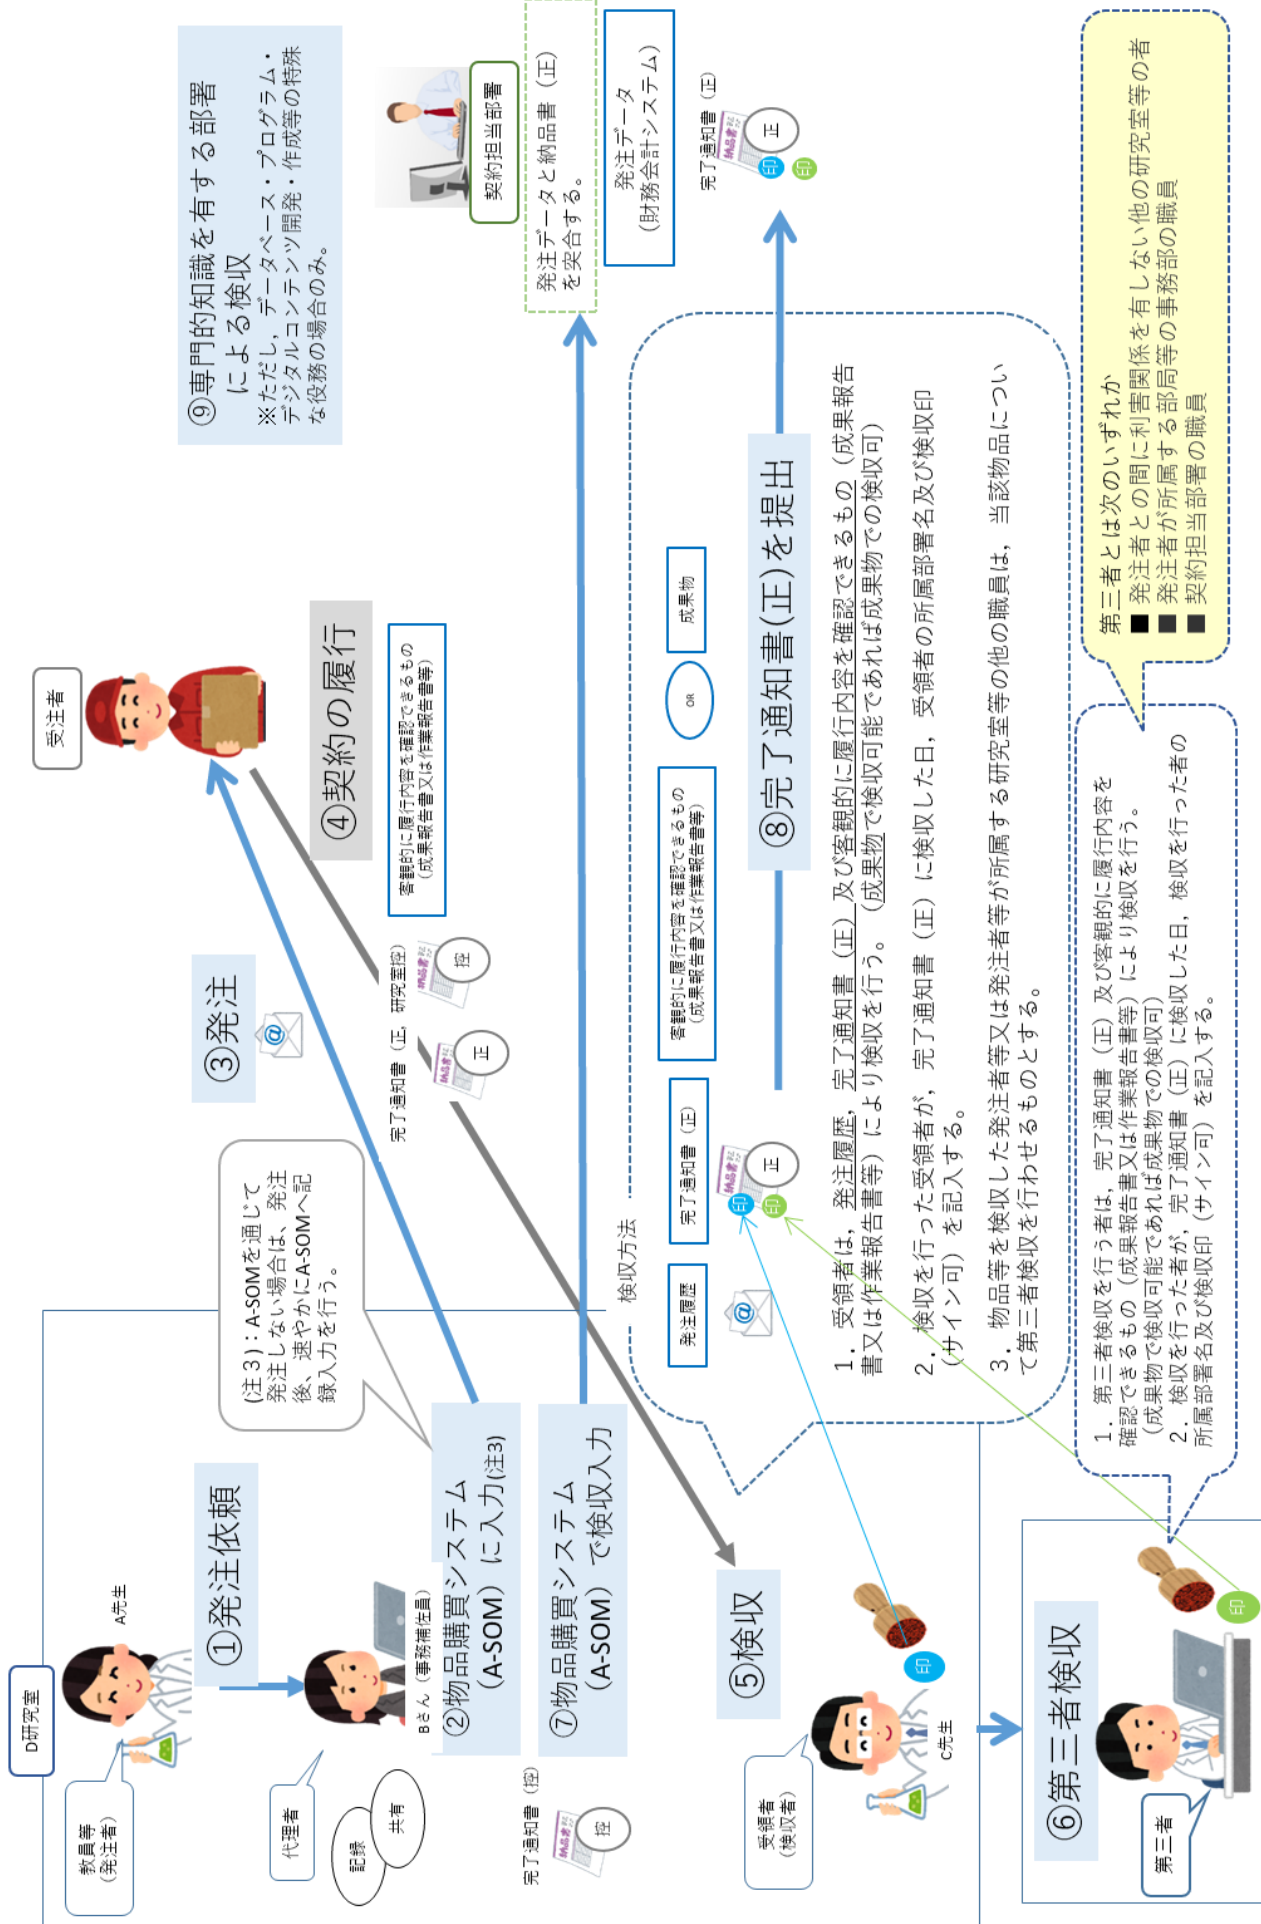 D研究室
教員等
(発注者)
A先生
①発注依頼
代理者
記録
共有
Bさん（事務補佐員）
②物品購買システム
(A-SOM）に入力(注3)
(注３)：A-SOMを通じて
発注しない場合は、発注
後、速やかにA-SOMへ記
録入力を行う。
③発注
@
受注者
④契約の履行
客観的に履行内容を確認できるもの
（成果報告書又は作業報告書等）
完了通知書（正，研究室控）
納品書
控
納品書
正
⑦物品購買システム
(A-SOM）で検収入力
完了通知書（控）
納品書
控
⑤検収
受領者
(検収者)
C先生
印
⑥第三者検収
第三者
印
検収方法
発注履歴
@
完了通知書（正）
納品書
正
印
印
客観的に履行内容を確認できるもの
（成果報告書又は作業報告書等）
OR
成果物
⑧完了通知書(正)を提出
１．受領者は，発注履歴，完了通知書（正）及び客観的に履行内容を確認できるもの（成果報告
書又は作業報告書等）により検収を行う。（成果物で検収可能であれば成果物での検収可）
２．検収を行った受領者が，完了通知書（正）に検収した日，受領者の所属部署名及び検収印
（サイン可）を記入する。
３．物品等を検収した発注者等又は発注者等が所属する研究室等の他の職員は，当該物品につい
て第三者検収を行わせるものとする。
１．第三者検収を行う者は，完了通知書（正）及び客観的に履行内容を
確認できるもの（成果報告書又は作業報告書等）により検収を行う。
（成果物で検収可能であれば成果物での検収可）
２．検収を行った者が，完了通知書（正）に検収した日，検収を行った者の
所属部署名及び検収印（サイン可）を記入する。
第三者とは次のいずれか
■ 発注者との間に利害関係を有しない他の研究室等の者
■ 発注者が所属する部局等の事務部の職員
■ 契約担当部署の職員
⑨専門的知識を有する部署
による検収
※ただし，データベース・プログラム・
デジタルコンテンツ開発・作成等の特殊
な役務の場合のみ。
契約担当部署
発注データと納品書（正）
を突合する。
発注データ
(財務会計システム)
完了通知書（正）
納品書
正
印
印